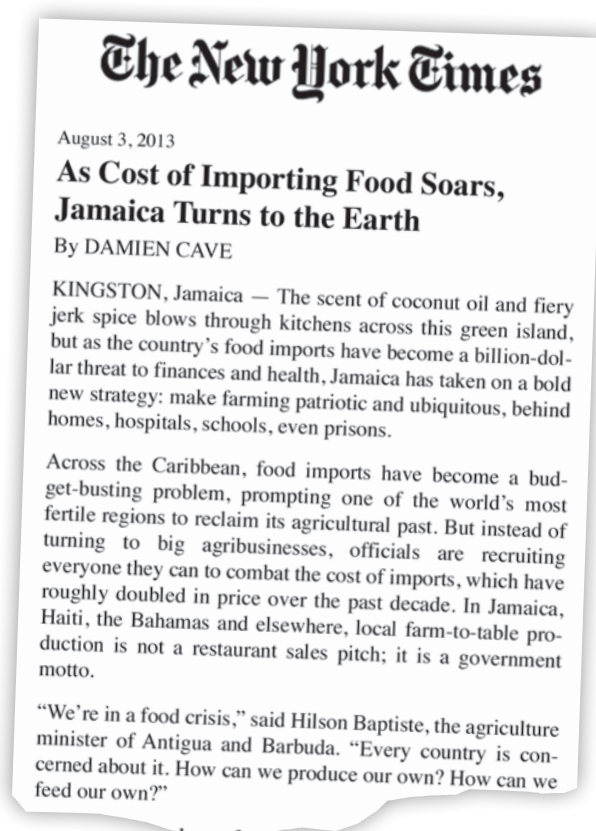 The New York Times
August 3, 2013
As Cost of Importing Food Soars,
Jamaica Turns to the Earth
By DAMIEN CAVE
KINGSTON, Jamaica — The scent of coconut oil and fiery
jerk spice blows through kitchens across this green island,
but as the country's food imports have become a billion-dol-
lar threat to finances and health, Jamaica has taken on a bold
new strategy: make farming patriotic and ubiquitous, behind
homes, hospitals, schools, even prisons.
Across the Caribbean, food imports have become a bud-
get-busting problem, prompting one of the world's most
fertile regions to reclaim its agricultural past. But instead of
turning to big agribusinesses, officials are recruiting
everyone they can to combat the cost of imports, which have
roughly doubled in price over the past decade. In Jamaica,
Haiti, the Bahamas and elsewhere, local farm-to-table pro-
duction is not a restaurant sales pitch; it is a government
motto.
“We're in a food crisis,” said Hilson Baptiste, the agriculture
minister of Antigua and Barbuda. “Every country is con-
cerned about it. How can we produce our own? How can we
feed our own?”